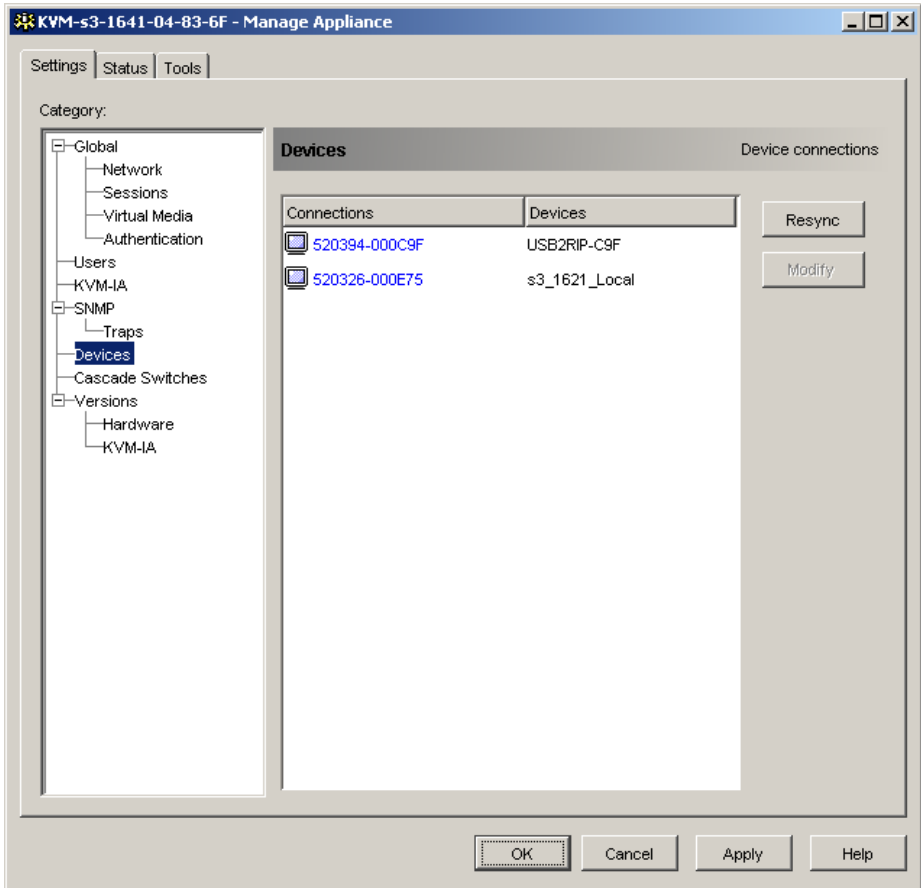 KVM-s3-1641-04-83-6F - Manage Appliance
Settings Status Tools
Category:
Global
Network
Sessions
Virtual Media
Authentication
Users
KVM-IA
SNMP
Traps
Devices
Cascade Switches
Versions
Hardware
KVM-IA
Devices Device connections
Connections Devices
520394-000C9F USB2RIP-C9F
520326-000E75 s3_1621_Local
Resync
Modify
OK Cancel Apply Help